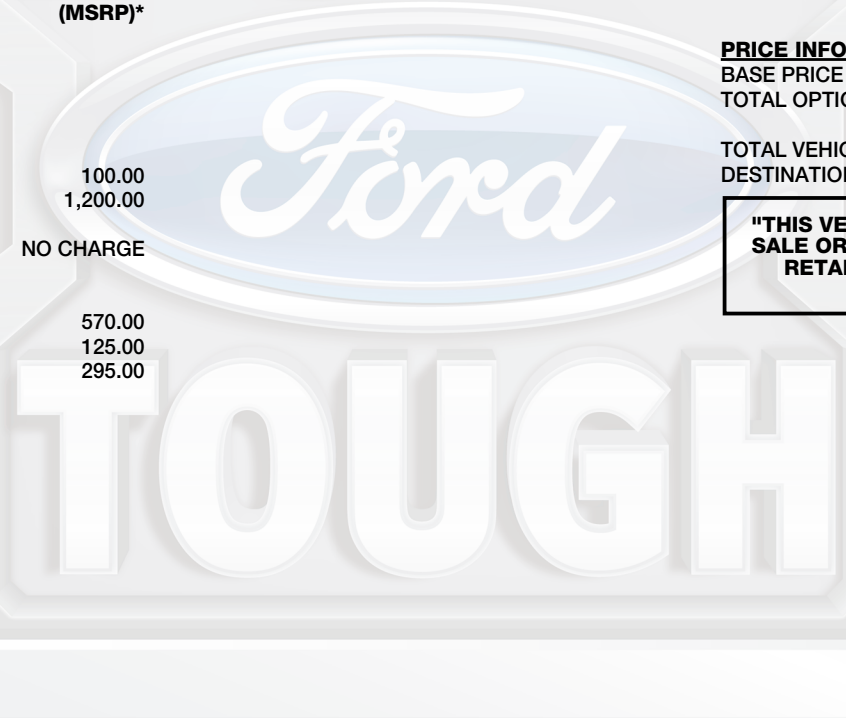 (MSRP)*
100.00
1,200.00
NO CHARGE
570.00
125.00
295.00
PRICE INFO
BASE PRICE
TOTAL OPTIO
TOTAL VEHIC
DESTINATION
"THIS VE
SALE OR
RETAI
Ford
TOUGH